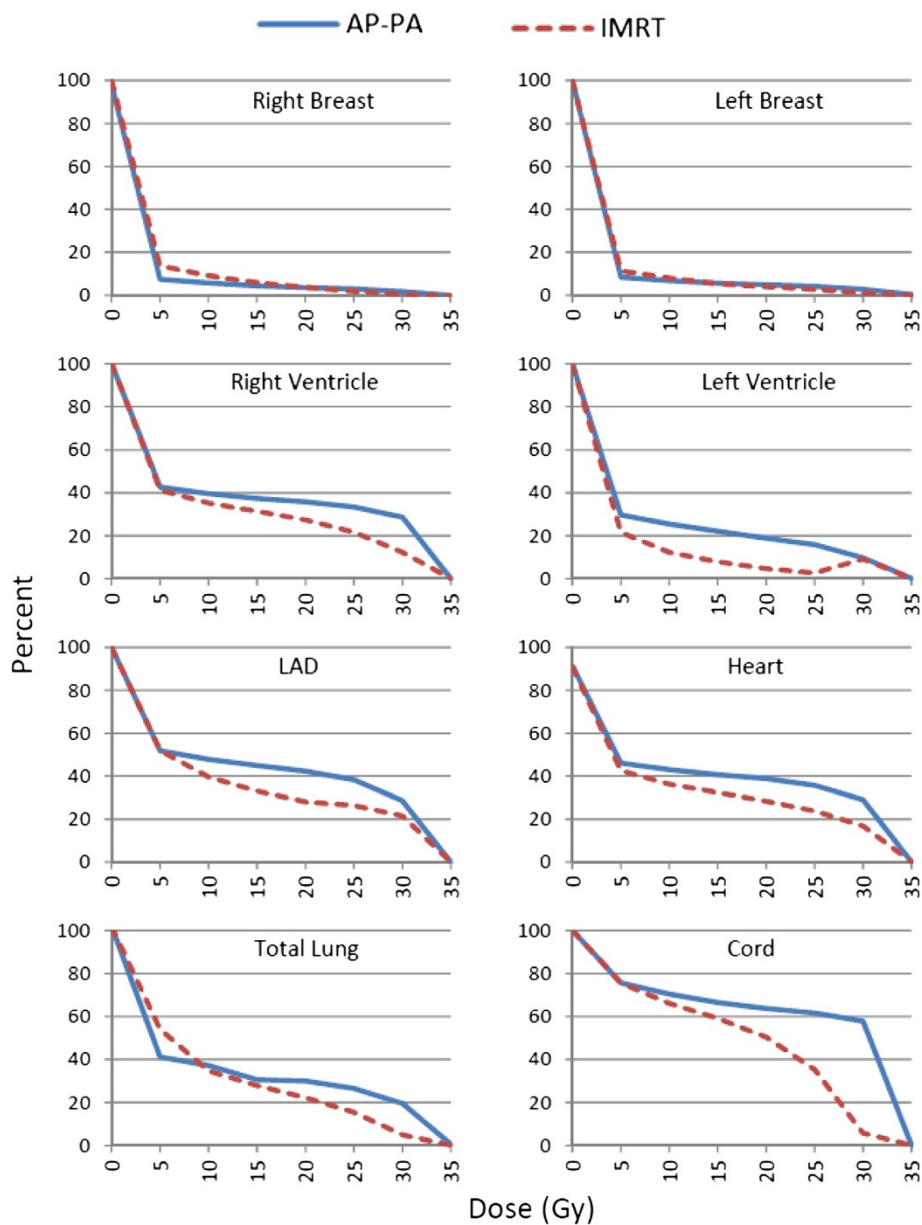 AP-PA IMRT
Right Breast
100
80
60
40
20
0
0 5 10 15 20 25 30 35
Left Breast
100
80
60
40
20
0
0 5 10 15 20 25 30 35
Right Ventricle
100
80
60
40
20
0
0 5 10 15 20 25 30 35
Left Ventricle
100
80
60
40
20
0
0 5 10 15 20 25 30 35
Percent
LAD
100
80
60
40
20
0
0 5 10 15 20 25 30 35
Heart
100
80
60
40
20
0
0 5 10 15 20 25 30 35
Total Lung
100
80
60
40
20
0
0 5 10 15 20 25 30 35
Cord
100
80
60
40
20
0
0 5 10 15 20 25 30 35
Dose (Gy)